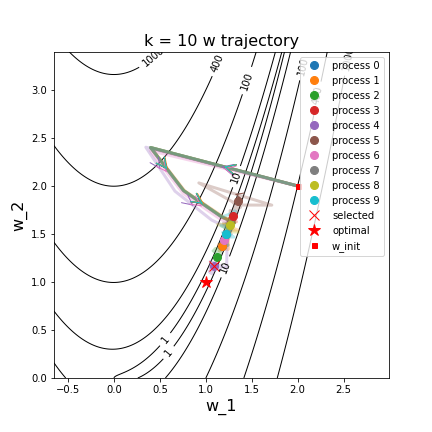 k = 10 w trajectory
process 0
process 1
process 2
process 3
process 4
process 5
process 6
process 7
process 8
process 9
selected
optimal
w_init
1000
400
100
10
10
1
1
w_2
3.0
2.5
2.0
1.5
1.0
0.5
0.0
−0.5
0.0
0.5
1.0
1.5
2.0
2.5
w_1